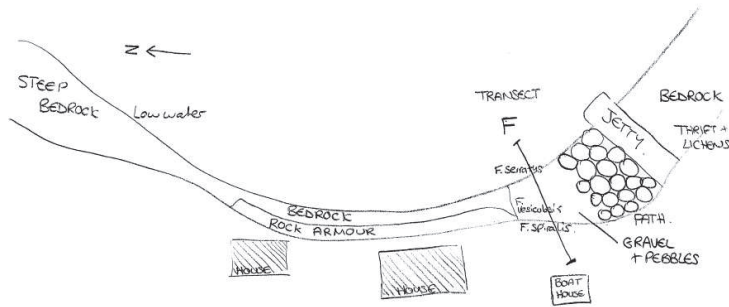 N
STEEP
BEDROCK
Low water
TRANSECT
F
F. Serratus
F.
Vesiculosis
F. Spiralis
JETTY
BEDROCK
THRIFT +
LICHENS
BEDROCK
ROCK ARMOUR
HOUSE
HOUSE
BOAT
HOUSE
PATH.
GRAVEL
+ PEBBLES